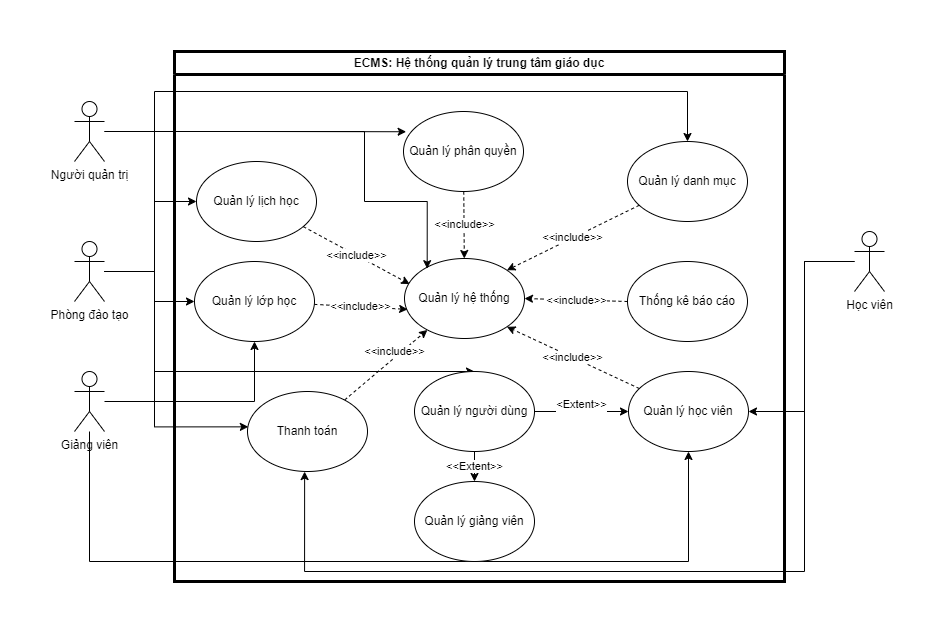 ECMS: Hệ thống quản lý trung tâm giáo dục
Người quản trị
Quản lý phân quyền
Quản lý danh mục
Quản lý lịch học
<<include>>
<<include>>
<<include>>
Phòng đảo tạo
Quản lý lớp học
<<include>>
Quản lý hệ thống
<<include>>
Thống kê báo cáo
Học viên
<<include>>
<<include>>
Giảng viên
Thanh toán
Quản lý người dùng
<Extent>>
Quản lý học viên
<<Extent>>
Quản lý giảng viên